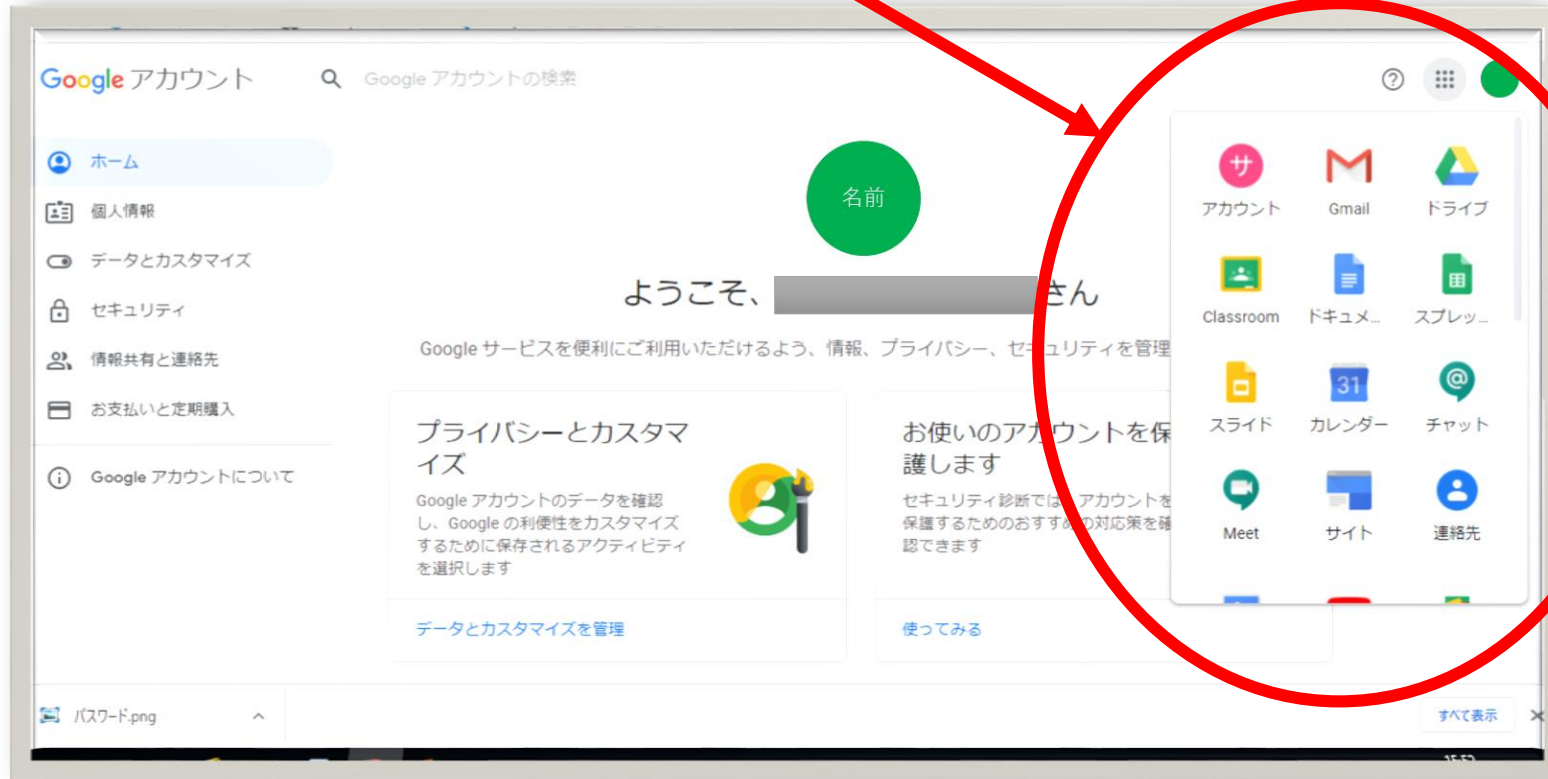 Google アカウント
Google アカウントの検索
ホーム
個人情報
データとカスタマイズ
セキュリティ
情報共有と連絡先
お支払いと定期購入
Google アカウントについて
名前
ようこそ、 さん
Google サービスを便利にご利用いただけるよう、情報、プライバシー、セキュリティを管理
プライバシーとカスタマ
イズ
Google アカウントのデータを確認
し、Google の利便性をカスタマイズ
するために保存されるアクティビティ
を選択します
データとカスタマイズを管理
お使いのアカウントを保
護します
セキュリティ診断では、アカウントを
保護するためのおすすめの対応策を確
認できます
使ってみる
サ
アカウント
Gmail
ドライブ
Classroom
ドキュメ...
スプレッ...
31
スライド
カレンダー
チャット
Meet
サイト
連絡先
パスワード.png
すべて表示